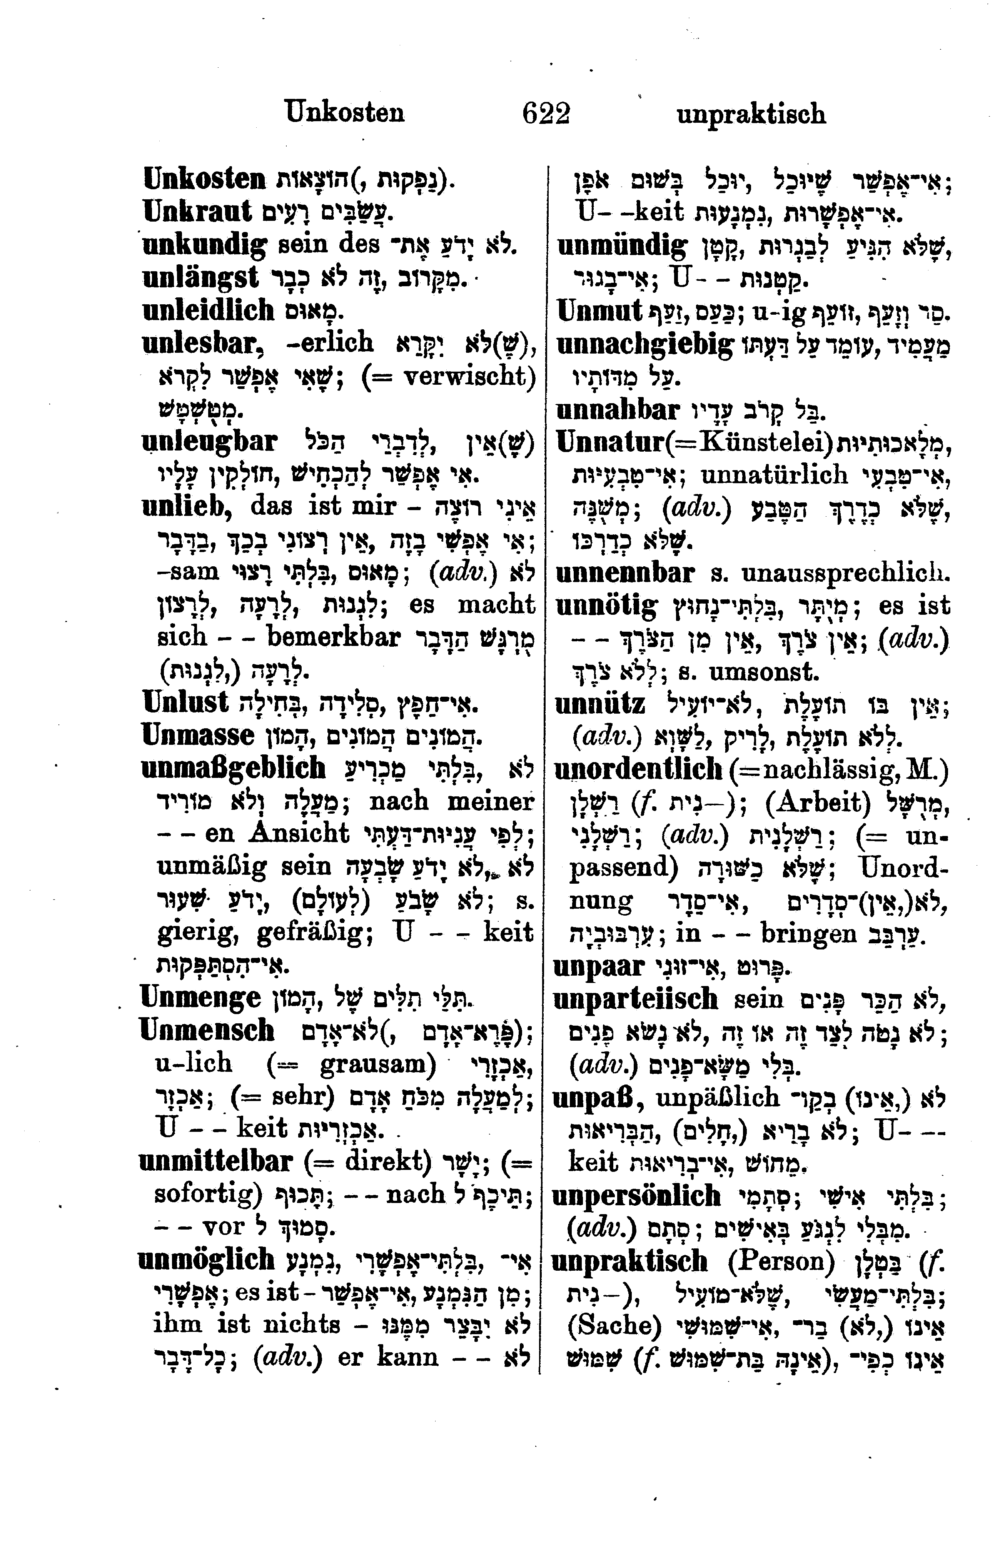 Unkosten 622 unpraktisch
Unkosten הוֹצָאוֹת(, נְפָקוֹת).
Unkraut עֲשָׂבִּים רָעִים.
unkundig sein des לֹא יָדַע אֶת־.
unlängst מִקָּרוֹב, זֶה לֹא כְבָר.
unleidlich מָאוּס.
unlesbar, -erlich (שֶׁ)לֹא יִקָּרֵא,
שֶׁאִי אֶפְשַׁר לִקְרֹא; (= verwischt)
מְטֻשְׁטָשׁ.
unleugbar (שֶׁ)אֵין לְדִבְרֵי הַכֹּל,
אִי אֶפְשַׁר לְהַכְחִישׁ, חוֹלְקִין עָלָיו.
unlieb, das ist mir - אֵינִי רוֹצֶה
בַּדָּבָר, אֵין רְצוֹנִי בְכָךְ, אִי אֶפְשִׁי בָזֶה;
-sam מָאוּס, בִּלְתִּי רָצוּי; (adv.) לֹא
לְרָצוֹן, לְרָעָה, לִגְנוּת; es macht
sich - - bemerkbar מֻרְגָּשׁ הַדָּבָר
לְרָעָה (, לִגְנוּת).
Unlust אִי־חֵפֶץ, סְלִידָה, בְּחִילָה.
Unmasse הָמוֹן, הֲמוֹנִים הֲמוֹנִים.
unmaßgeblich בִּלְתִּי מַכְרִיעַ, לֹא
מַעֲלֶה וְלֹא מוֹרִיד; nach meiner
- - en Ansicht לְפִי עֲנִיּוּת־דַּעְתִּי;
unmäßig sein לֹא יָדַע שָׂבְעָה, לֹא
יָדַע שִׁעוּר, לֹא שָׂבַע (לְעוֹלָם); s.
gierig, gefräßig; U - - keit
אִי־הִסְתַּפְּקוּת.
Unmenge הָמוֹן, תִּלֵּי תִלִּים שֶׁל.
Unmensch לֹא־אָדָם(, פֶּרֶא־אָדָם);
u-lich (= grausam) אַכְזָרִי,
אַכְזָר; (= sehr) לְמַעְלָה מִכֹּחַ אָדָם;
U - - keit אַכְזְרִיּוּת.
unmittelbar (= direkt) יָשָׁר; (=
sofortig) תָּכוּף; - - nach תֵּיכֶף לְ;
- - vor סָמוּךְ לְ.
unmöglich נִמְנָע, בִּלְתִּי־אֶפְשָׁרִי, אִי־
אֶפְשָׁרִי; es ist - אִי־אֶפְשַׁר, מִן הַנִּמְנָע;
ihm ist nichts - לֹא יִבָּצֵר מִמֶּנּוּ
כָל־דָּבָר; (adv.) er kann - - לֹא
יוּכַל בְּשׁוּם אֹפֶן, אִי־אֶפְשַׁר שֶׁיּוּכַל;
U- -keit אִי־אֶפְשָׁרוּת, נִמְנָעוּת.
unmündig קָטָן, שֶׁלֹּא הִגִּיעַ לְבַגְרוּת,
אִי־בָגוּר; U- - קַטְנוּת.
Unmut כַּעַס, זַעַף; u-ig סַר וְזָעֵף, זוֹעֵף.
unnachgiebig מַעֲמִיד, עוֹמֵד עַל דַּעְתּוֹ
עַל מִדּוֹתָיו.
unnahbar בַּל קְרֹב עָדָיו.
Unnatur (=Künstelei) מְלָאכוּתִיּוּת,
אִי־טִבְעִיּוּת; unnatürlich אִי־טִבְעִי,
מְשֻׁנֶּה; (adv.) שֶׁלֹּא כְדֶרֶךְ הַטֶּבַע,
שֶׁלֹּא כְדַרְכּוֹ.
unnennbar s. unaussprechlich.
unnötig מְיֻתָּר, בִּלְתִּי־נָחוּץ; es ist
- - אֵין צֹרֶךְ, אֵין מִן הַצֹּרֶךְ; (adv.)
לְלֹא צֹרֶךְ; s. umsonst.
unnütz לֹא־יוֹעִיל, אֵין בּוֹ תוֹעֶלֶת;
(adv.) לְלֹא תוֹעֶלֶת, לָרִיק, לַשָּׁוְא.
unordentlich (=nachlässig, M.)
רַשְׁלָן (f. —נִית); (Arbeit) מְרֻשָּׁל,
רַשְׁלָנִי; (adv.) רַשְׁלָנִית; (= un-
passend) שֶׁלֹּא כַשּׁוּרָה; Unord-
nung אִי־סֵדֶר, לֹא(, אֵין)־סְדָרִים,
עִרְבּוּבְיָה; in - - bringen עִרְבֵּב.
unpaar פָּרוּט, אִי־זוּגִי.
unparteiisch sein לֹא הִכִּר פָּנִים,
לֹא נָטָה לְצַד זֶה אוֹ זֶה, לֹא נָשָׂא פָנִים;
(adv.) בְּלִי מַשֹּׂא־פָנִים.
unpaß, unpäßlich לֹא (, אֵינוֹ) בְקַו־
הַבְּרִיאוּת (, חֲלִים), לֹא בָרִיא; U- -
keit מֵחוּשׁ, אִי־בְרִיאוּת.
unpersönlich סְתָמִי; בִּלְתִּי אִישִׁי;
(adv.) סְתָם; מִבְּלִי לִנְגֹּעַ בְּאִישִׁים.
unpraktisch (Person) בַּטְלָן (f.
—נִית), שֶׁלֹּא־מוֹעִיל, בִּלְתִּי־מַעֲשִׂי;
(Sache) אִי־שִׁמּוּשִׁי, אֵינוֹ (, לֹא) בַר־
שִׁמּוּשׁ (f. אֵינָהּ בַּת־שִׁמּוּשׁ), אֵינוֹ כְפִי־